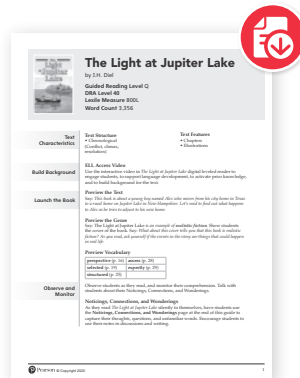 The Light at Jupiter Lake
The Light at Jupiter Lake
by I.H. Diel
Guided Reading Level Q
DRA Level 40
Lexile Measure 800L
Word Count 3,356
Text Characteristics
Text Structure
• Chronological
(Conflict, climax,
resolution)
Text Features
• Chapters
• Illustrations
Build Background
ELL Access Video
Use the interactive video in The Light at Jupiter Lake digital leveled reader to
engage students, to support language development, to activate prior knowledge,
and to build background for the text.
Launch the Book
Preview the Text
Say: This book is about a young boy named Alex who moves from his city home in Texas
to a rural home on Jupiter Lake in New Hampshire. Let's read to find out what happens
to Alex as he tries to adjust to his new home.
Preview the Genre
Say: The Light at Jupiter Lake is an example of realistic fiction. Show students
the cover of the book. Say: What about this cover tells you that this book is realistic
fiction? As you read, ask yourself if the events in the story are things that could happen
in real life.
Preview Vocabulary
perspective (p. 16) access (p. 28)
selected (p. 19) expertly (p. 29)
structured (p. 29)
Observe and Monitor
Observe students as they read, and monitor their comprehension. Talk with
students about their Noticings, Connections, and Wonderings.
Noticings, Connections, and Wonderings
As they read The Light at Jupiter Lake silently to themselves, have students use
the Noticings, Connections, and Wonderings page at the end of this guide to
capture their thoughts, questions, and unfamiliar words. Encourage students to
use their notes in discussions and writing.
Pearson © Copyright 2020
1